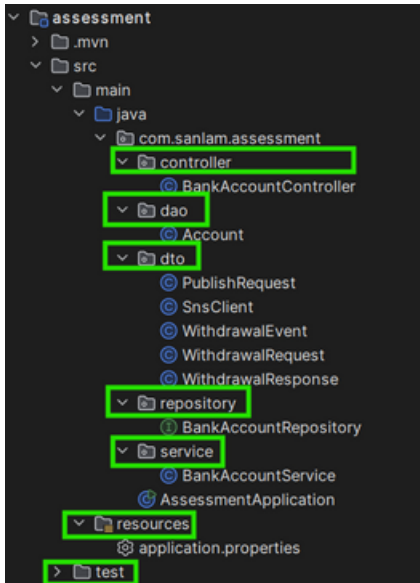 assessment
.mvn
src
main
java
com.sanlam.assessment
controller
BankAccountController
dao
Account
dto
PublishRequest
SnsClient
WithdrawalEvent
WithdrawalRequest
WithdrawalResponse
repository
BankAccountRepository
service
BankAccountService
AssessmentApplication
resources
application.properties
test